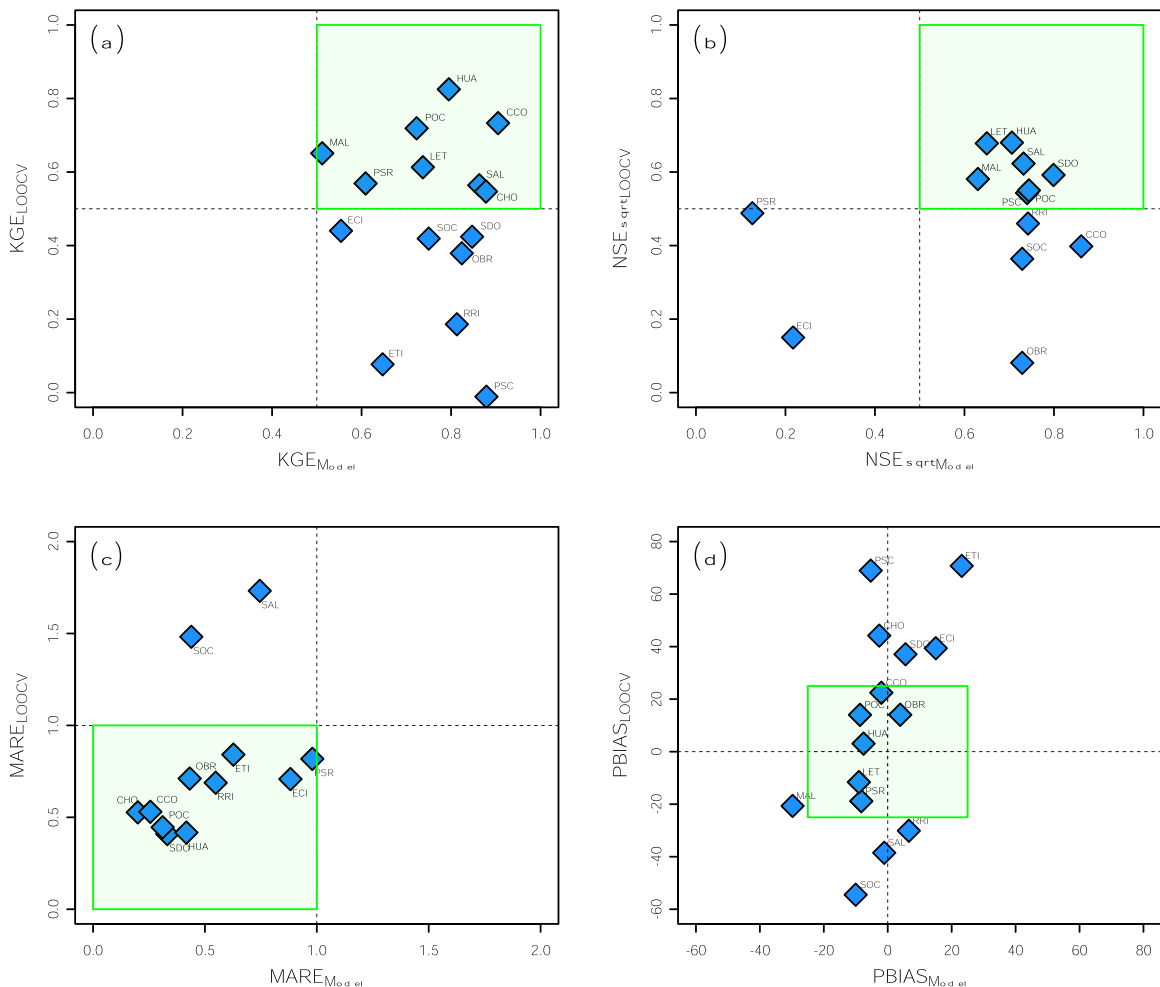 (a)
HUA
CCO
POC
MAL
LET
PSR
SAL
CHO
ECI
SOC
SDO
OBR
RRI
ETI
PSC
0.0 0.2 0.4 0.6 0.8 1.0
0.0 0.2 0.4 0.6 0.8 1.0
KGE_LOOCV
KGE_Model
(b)
LET HUA
SAL
SDO
MAL
PSC POC
PSR
RRI
CCO
SOC
ECI
OBR
0.0 0.2 0.4 0.6 0.8 1.0
0.0 0.2 0.4 0.6 0.8 1.0
NSEsqrt_LOOCV
NSEsqrt_Model
(c)
SAL
SOC
ETI
PSR
OBR
RRI
ECI
CHO CCO
POC
SDO HUA
0.0 0.5 1.0 1.5 2.0
0.0 0.5 1.0 1.5 2.0
MARE_LOOCV
MARE_Model
(d)
PSC
ETI
CHO
SDO ECI
CCO
POC OBR
HUA
LET
PSR
MAL
RRI
SAL
SOC
-60 -40 -20 0 20 40 60 80
-60 -40 -20 0 20 40 60 80
PBIAS_LOOCV
PBIAS_Model